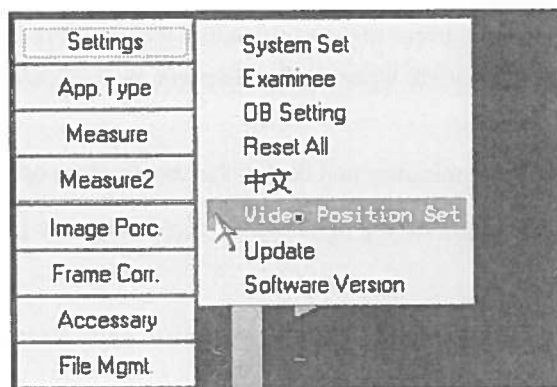 Settings
App. Type
Measure
Measure2
Image Porc.
Frame Corr.
Accessary
File Mgmt
System Set
Examinee
OB Setting
Reset All
中文
Video Position Set
Update
Software Version